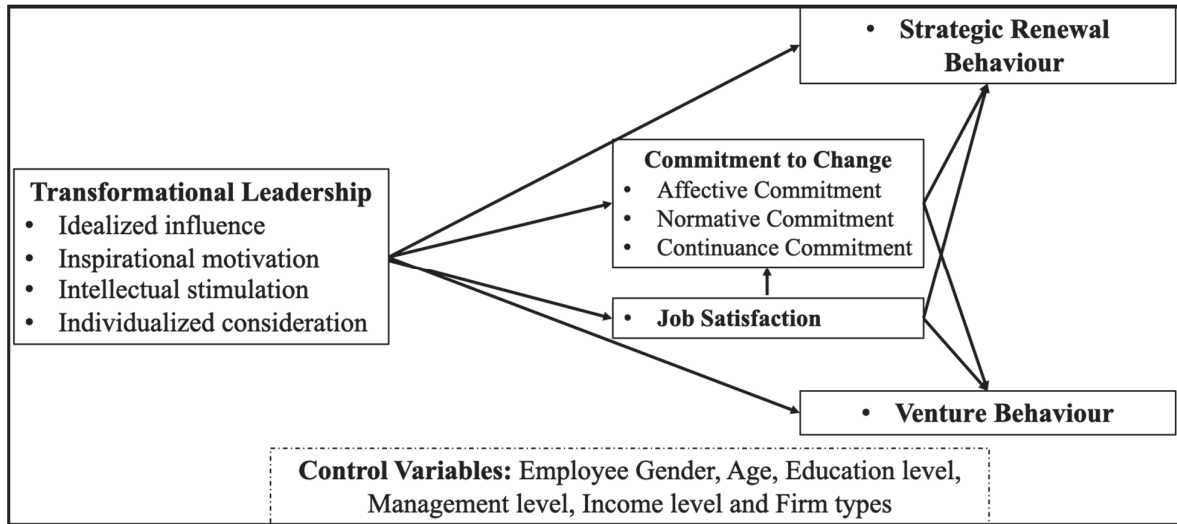 • Strategic Renewal
Behaviour
Transformational Leadership
• Idealized influence
• Inspirational motivation
• Intellectual stimulation
• Individualized consideration
Commitment to Change
• Affective Commitment
• Normative Commitment
• Continuance Commitment
• Job Satisfaction
• Venture Behaviour
Control Variables: Employee Gender, Age, Education level,
Management level, Income level and Firm types